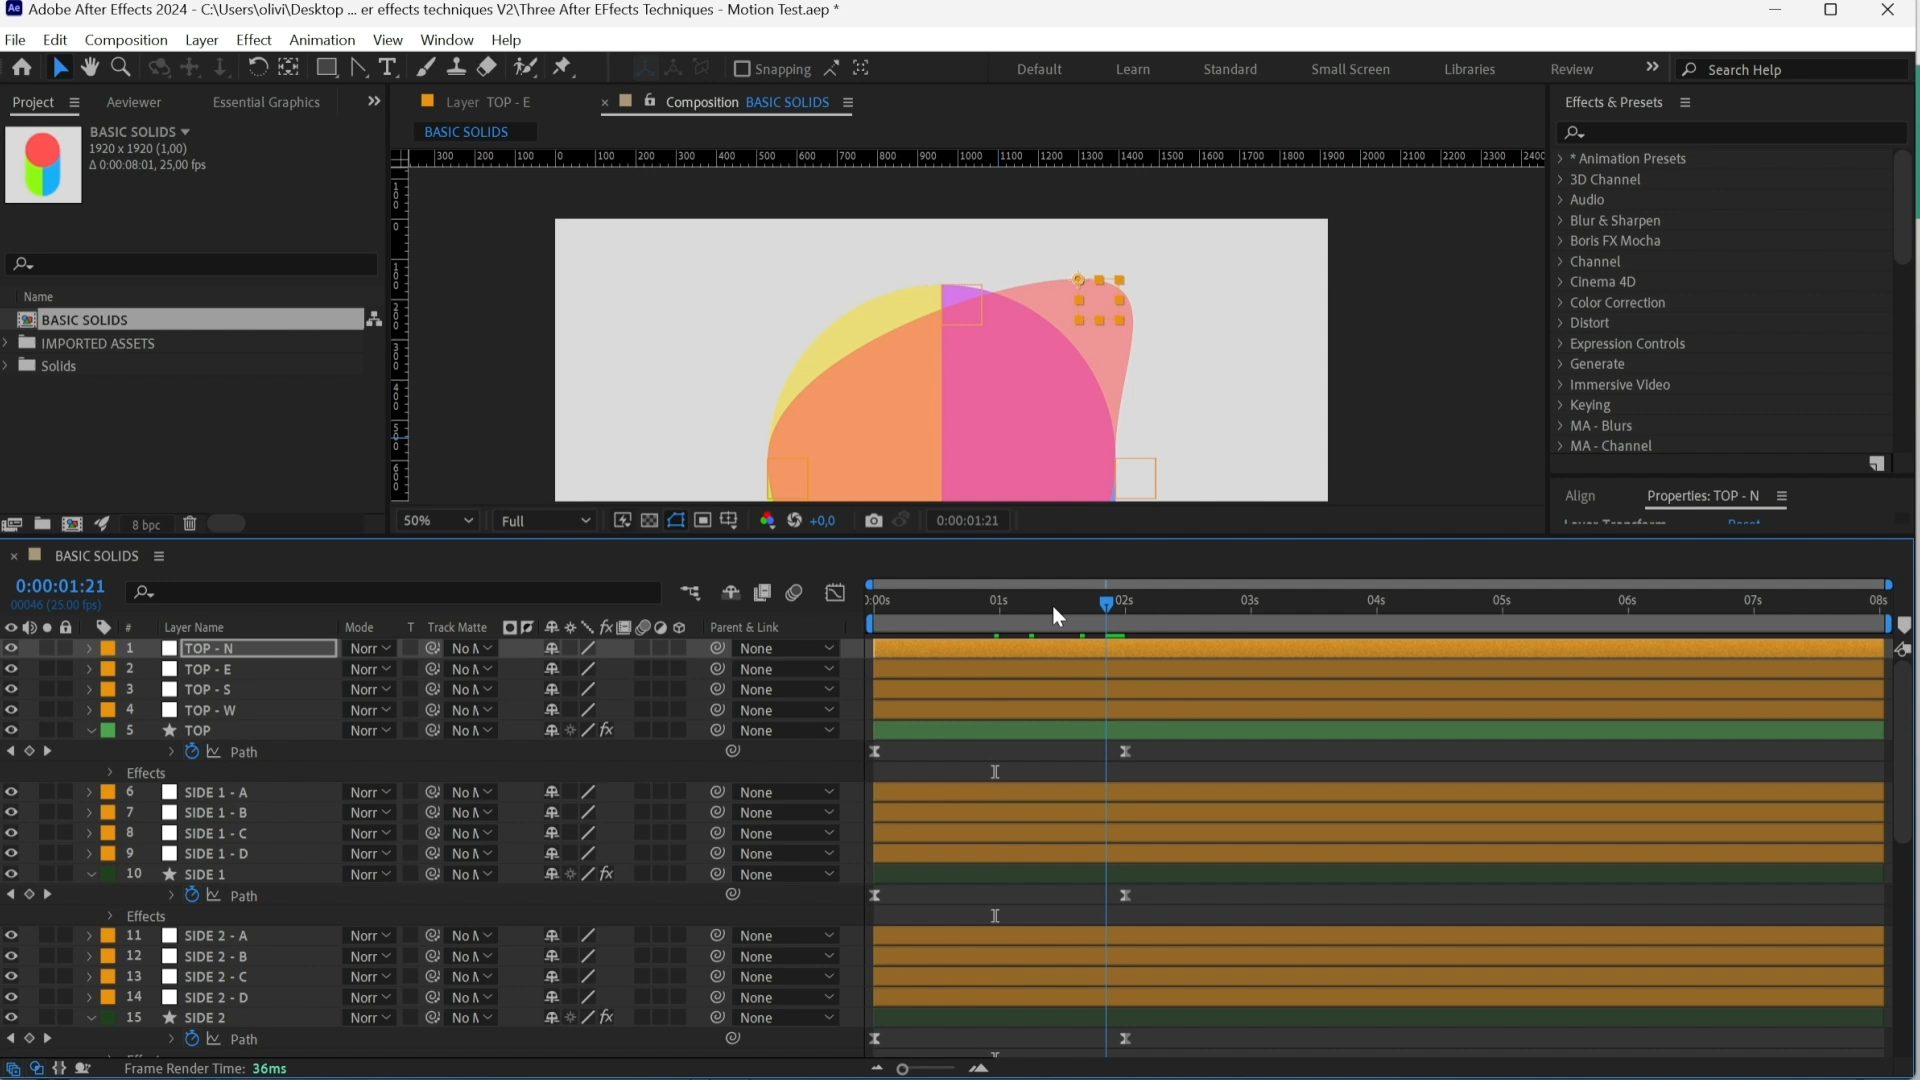 Adobe After Effects 2024 - C:\Users\olivi\Desktop ... er effects techniques V2\Three After EFfects Techniques - Motion Test.aep *
File Edit Composition Layer Effect Animation View Window Help
Snapping Default Learn Standard Small Screen Libraries Review Search Help
Project Aeviewer Essential Graphics Layer TOP - E Composition BASIC SOLIDS Effects & Presets
BASIC SOLIDS
1920 x 1920 (1,00)
Δ 0:00:08:01, 25,00 fps
BASIC SOLIDS
300 200 100 0 100 200 300 400 500 600 700 800 900 1000 1100 1200 1300 1400 1500 1600 1700 1800 1900 2000 2100 2200 2300 2400
* Animation Presets
3D Channel
Audio
Blur & Sharpen
Boris FX Mocha
Channel
Cinema 4D
Color Correction
Distort
Expression Controls
Generate
Immersive Video
Keying
MA - Blurs
MA - Channel
Name
BASIC SOLIDS
IMPORTED ASSETS
Solids
100 0 100 200 300 400 500 600
Align Properties: TOP - N
8 bpc 50% Full +0,0 0:00:01:21
BASIC SOLIDS
0:00:01:21
00046 (25.00 fps)
:00s 01s 02s 03s 04s 05s 06s 07s 08s
# Layer Name Mode T Track Matte Parent & Link
1 TOP - N Norr No M None
2 TOP - E Norr No M None
3 TOP - S Norr No M None
4 TOP - W Norr No M None
5 TOP Norr No M fx None
Path
Effects
6 SIDE 1 - A Norr No M None
7 SIDE 1 - B Norr No M None
8 SIDE 1 - C Norr No M None
9 SIDE 1 - D Norr No M None
10 SIDE 1 Norr No M fx None
Path
Effects
11 SIDE 2 - A Norr No M None
12 SIDE 2 - B Norr No M None
13 SIDE 2 - C Norr No M None
14 SIDE 2 - D Norr No M None
15 SIDE 2 Norr No M fx None
Path
Frame Render Time: 36ms